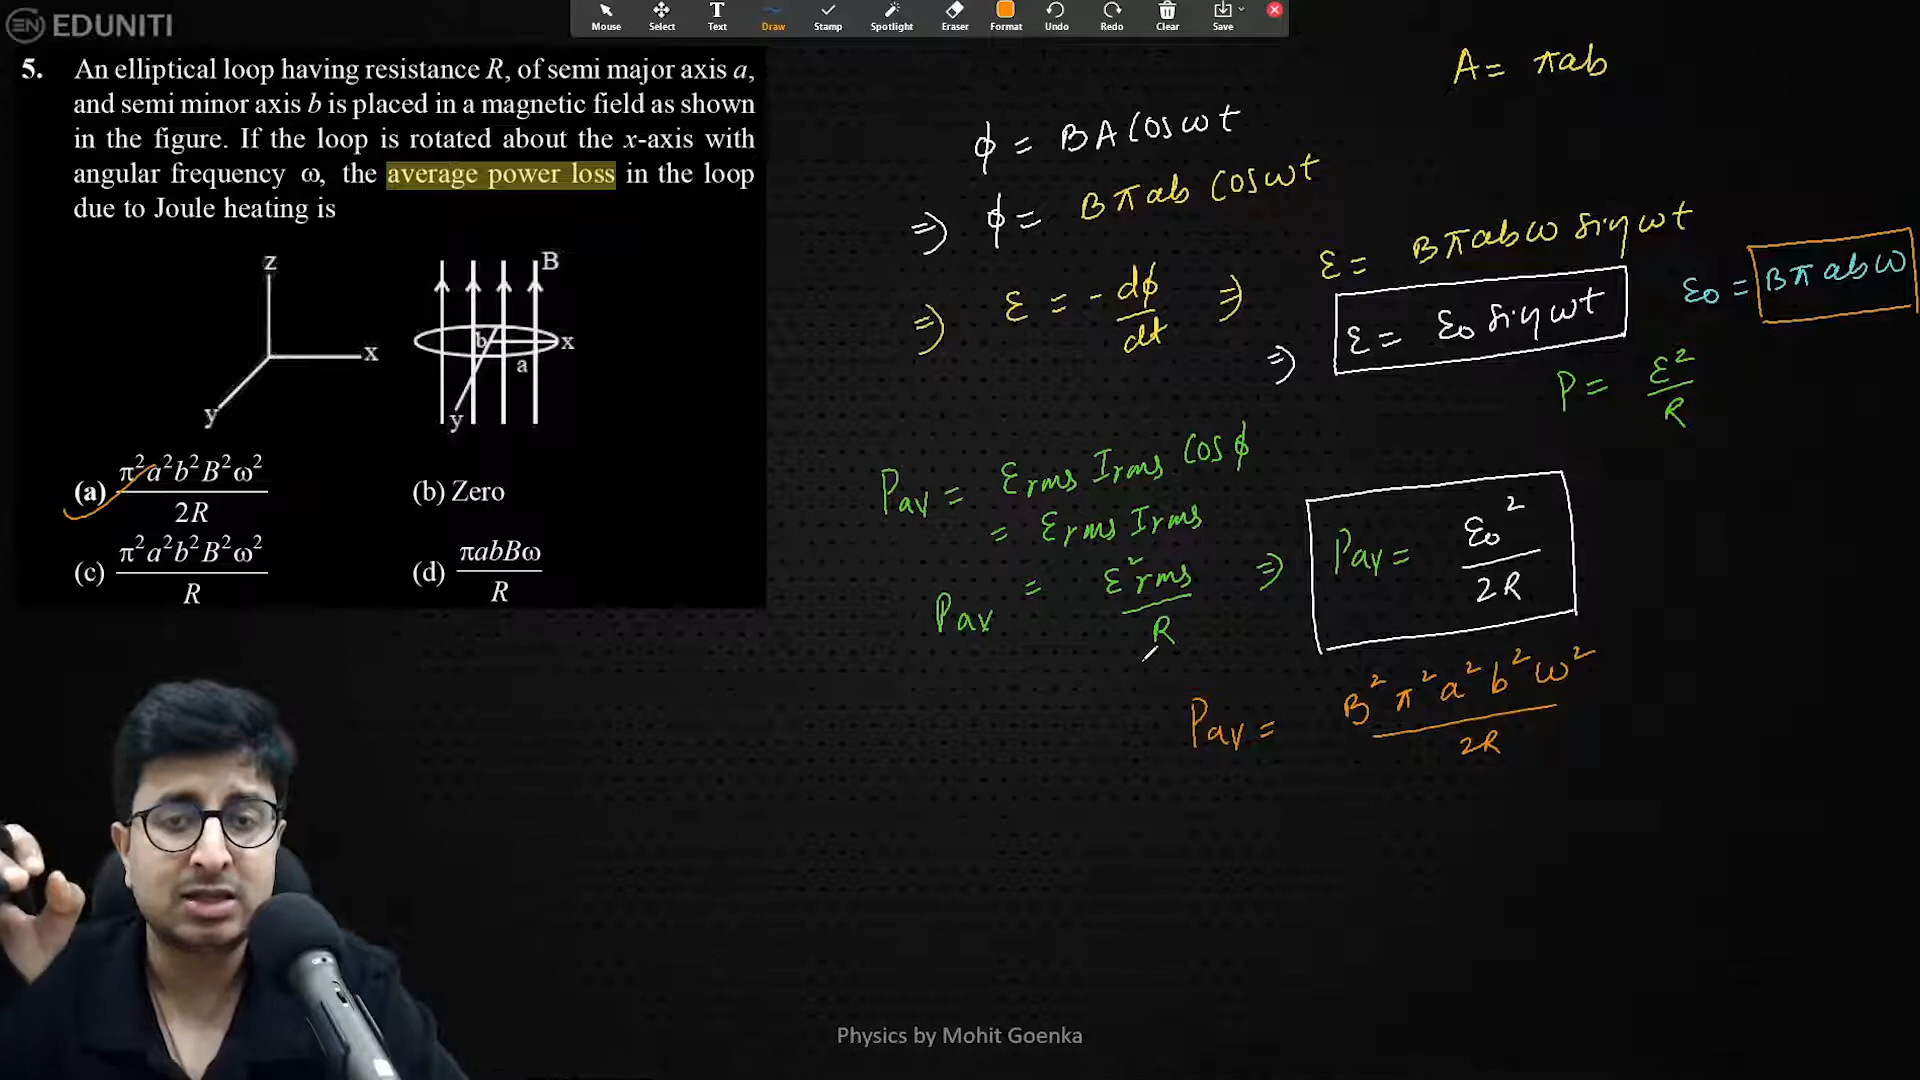 EN EDUNITI
Mouse Select Text Draw Stamp Spotlight Eraser Format Undo Redo Clear Save
5. An elliptical loop having resistance R, of semi major axis a,
and semi minor axis b is placed in a magnetic field as shown
in the figure. If the loop is rotated about the x-axis with
angular frequency ω, the average power loss in the loop
due to Joule heating is
z
x
y
B
b
x
a
y
(a) π²a²b²B²ω² / 2R
(b) Zero
(c) π²a²b²B²ω² / R
(d) πabBω / R
A = πab
ϕ = BA Cos ωt
⇒ ϕ = Bπab Cos ωt
⇒ ε = - dϕ/dt ⇒ ε = Bπabω Sin ωt
⇒ ε = ε₀ Sin ωt
ε₀ = Bπabω
P = ε²/R
Pav = εrms Irms Cos ϕ
= εrms Irms
Pav = ε²rms / R ⇒ Pav = ε₀² / 2R
Pav = B²π²a²b²ω² / 2R
Physics by Mohit Goenka